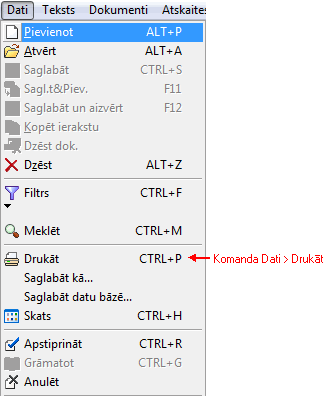 Dati Teksts Dokumenti Atskaites
Pievienot ALT+P
Atvērt ALT+A
Saglabāt CTRL+S
Sagl.t&Piev. F11
Saglabāt un aizvērt F12
Kopēt ierakstu
Dzēst dok.
Dzēst ALT+Z
Filtrs CTRL+F
Meklēt CTRL+M
Drukāt CTRL+P Komanda Dati > Drukāt
Saglabāt kā...
Saglabāt datu bāzē...
Skats CTRL+H
Apstiprināt CTRL+R
Grāmatot CTRL+G
Anulēt